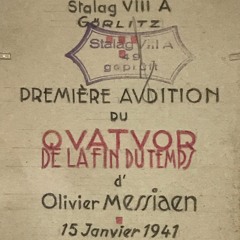 Stalag VIII A
GÖRLITZ
Stalag VIII A
49
geprüft
PREMIÈRE AVDITION
DU
QVATVOR
DE LA FIN DU TEMPS
d'
Olivier MESSIAEN
15 Janvier 1941